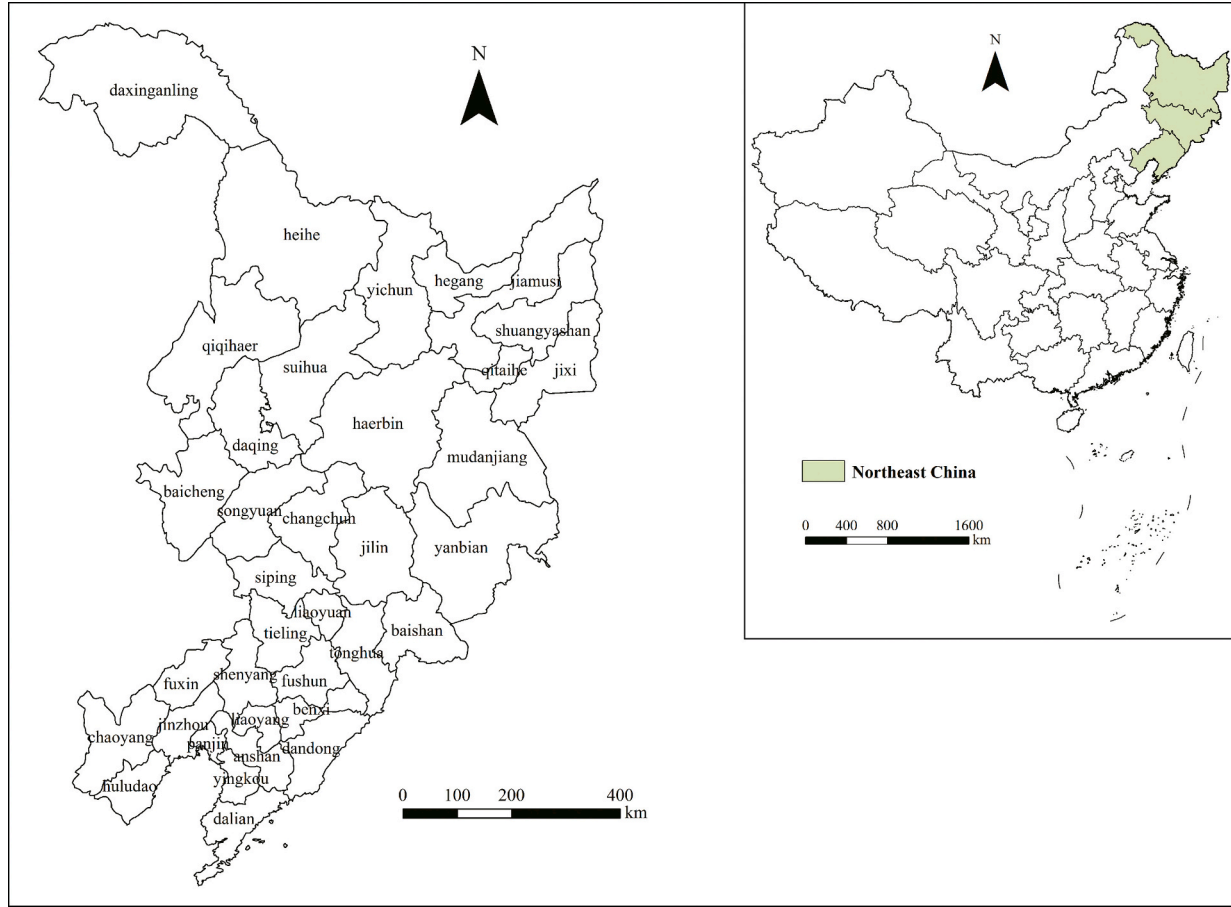 N
daxinganling
heihe
yichun
hegang
jiamusi
shuangyashan
qiqihaer
suihua
qitaihe
jixi
haerbin
daqing
mudanjiang
baicheng
songyuan
changchun
jilin
yanbian
siping
liaoyuan
tieling
baishan
tonghua
shenyang
fushun
fuxin
benxi
liaoyang
jinzhou
chaoyang
panjin
dandong
anshan
yingkou
huludao
dalian
0 100 200 400
km
N
Northeast China
0 400 800 1600
km